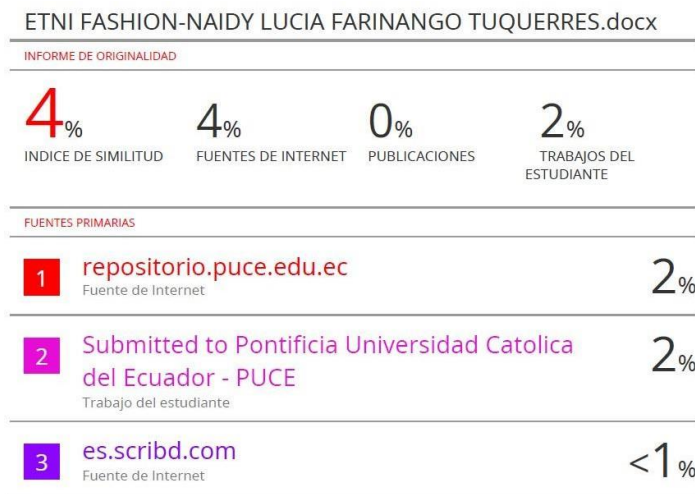 ETNI FASHION-NAIDY LUCIA FARINANGO TUQUERRES.docx
INFORME DE ORIGINALIDAD
4% 4% 0% 2%
INDICE DE SIMILITUD FUENTES DE INTERNET PUBLICACIONES TRABAJOS DEL
ESTUDIANTE
FUENTES PRIMARIAS
1 repositorio.puce.edu.ec 2%
Fuente de Internet
2 Submitted to Pontificia Universidad Catolica 2%
del Ecuador - PUCE
Trabajo del estudiante
3 es.scribd.com <1%
Fuente de Internet